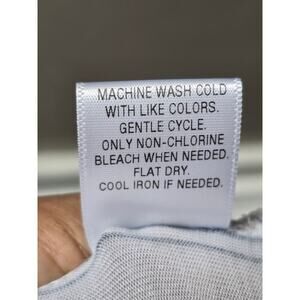 MACHINE WASH COLD
WITH LIKE COLORS.
GENTLE CYCLE.
ONLY NON-CHLORINE
BLEACH WHEN NEEDED.
FLAT DRY.
COOL IRON IF NEEDED.